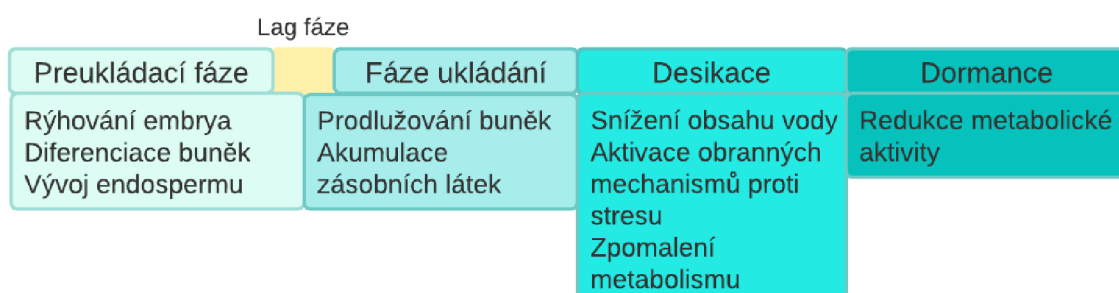 Lag fáze
Preukládací fáze
Rýhování embrya
Diferenciace buněk
Vývoj endospermu
Fáze ukládání
Prodlužování buněk
Akumulace
zásobních látek
Desikace
Snížení obsahu vody
Aktivace obranných
mechanismů proti
stresu
Zpomalení
metabolismu
Dormance
Redukce metabolické
aktivity